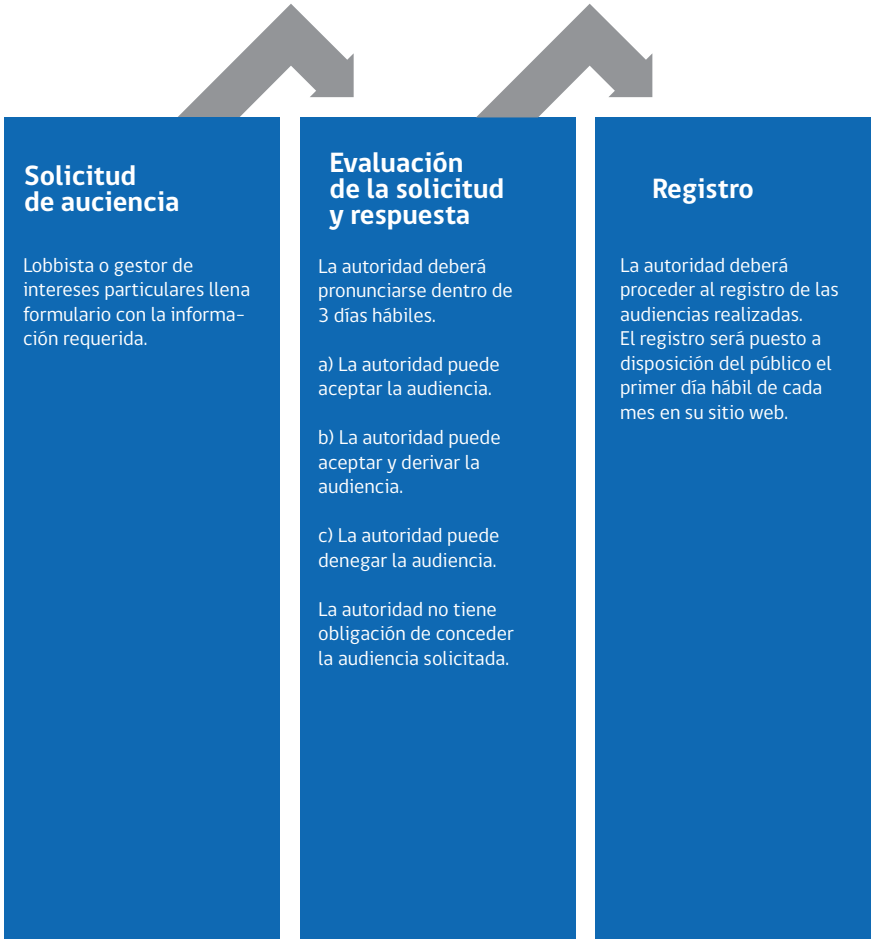 Solicitud
de auciencia
Lobbista o gestor de
intereses particulares llena
formulario con la informa-
ción requerida.
Evaluación
de la solicitud
y respuesta
La autoridad deberá
pronunciarse dentro de
3 días hábiles.
a) La autoridad puede
aceptar la audiencia.
b) La autoridad puede
aceptar y derivar la
audiencia.
c) La autoridad puede
denegar la audiencia.
La autoridad no tiene
obligación de conceder
la audiencia solicitada.
Registro
La autoridad deberá
proceder al registro de las
audiencias realizadas.
El registro será puesto a
disposición del público el
primer día hábil de cada
mes en su sitio web.